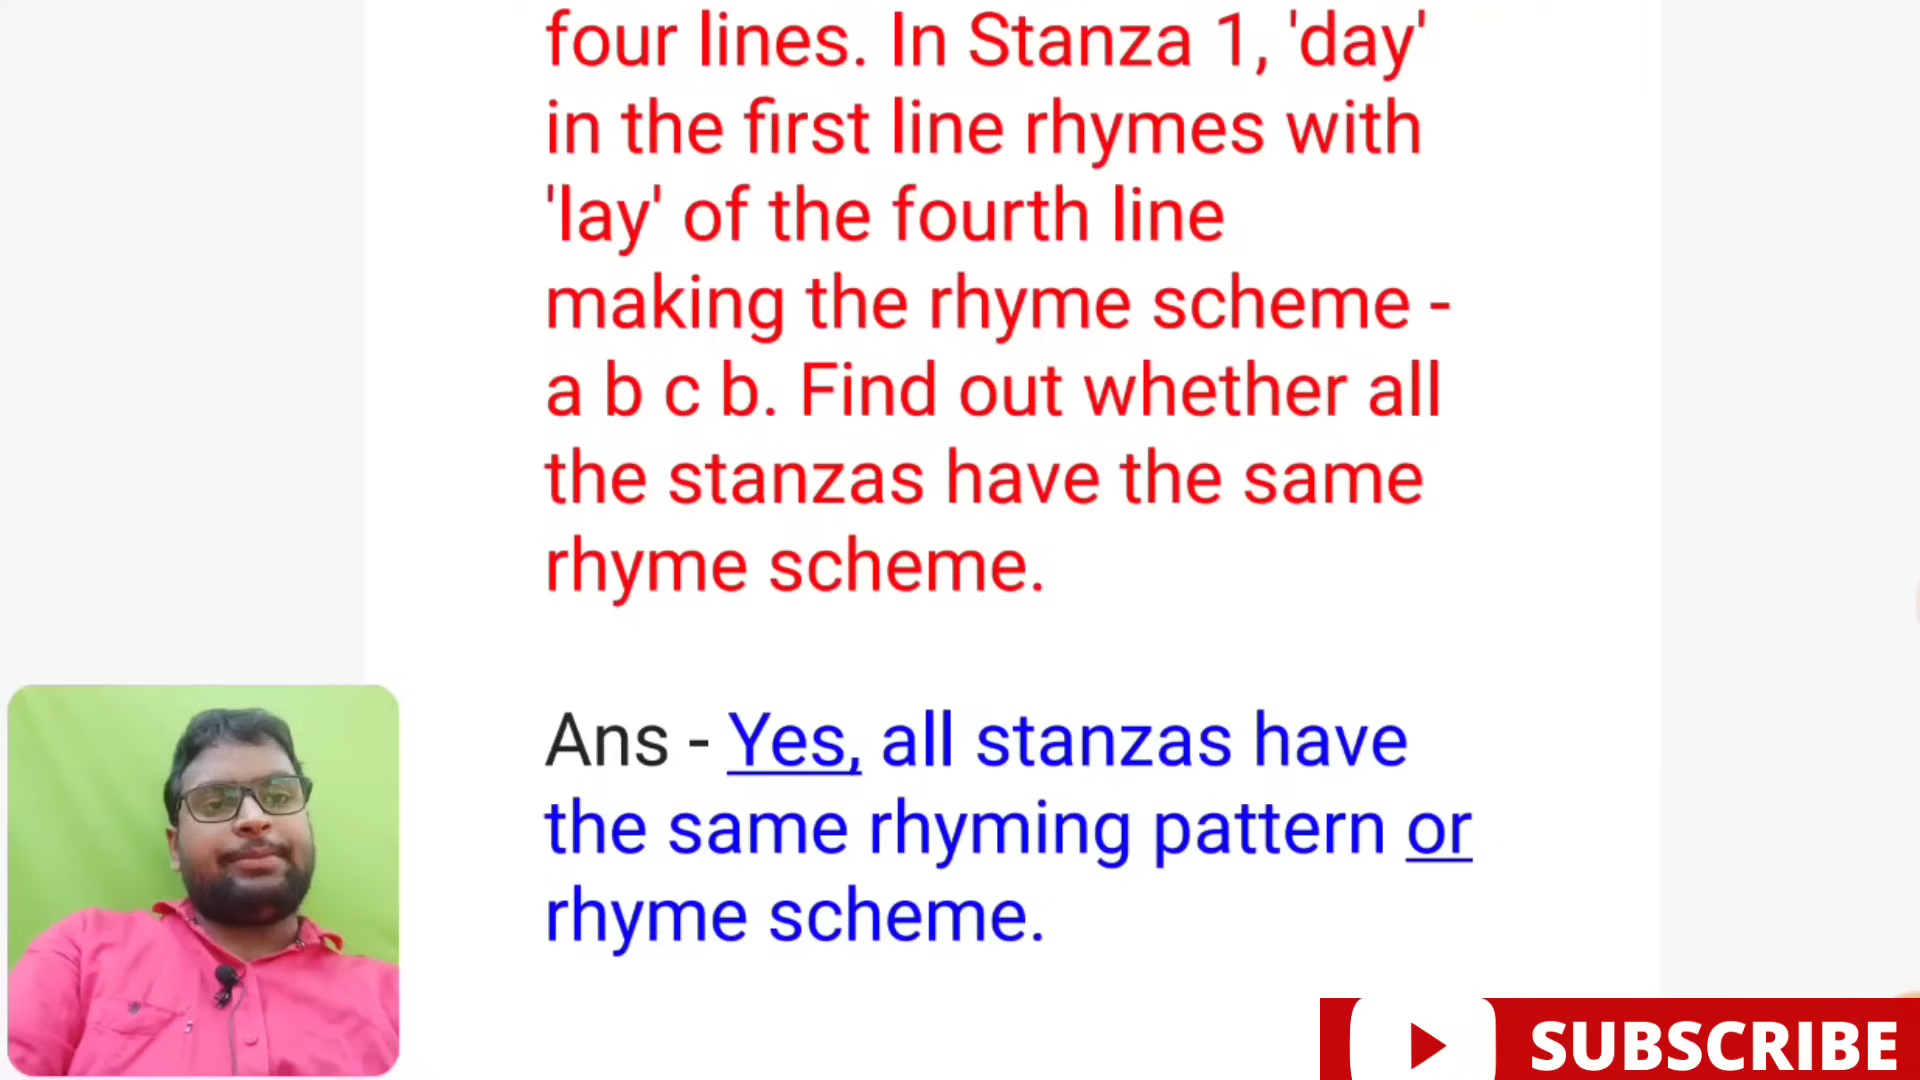 four lines. In Stanza 1, 'day'
in the first line rhymes with
'lay' of the fourth line
making the rhyme scheme -
a b c b. Find out whether all
the stanzas have the same
rhyme scheme.
Ans - Yes, all stanzas have
the same rhyming pattern or
rhyme scheme.
SUBSCRIBE